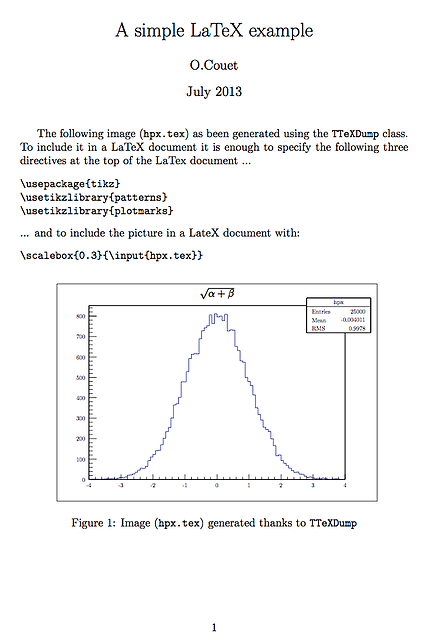 A simple LaTeX example
O.Couet
July 2013
The following image (hpx.tex) as been generated using the TTeXDump class.
To include it in a LaTeX document it is enough to specify the following three
directives at the top of the LaTex document ...
\usepackage{tikz}
\usetikzlibrary{patterns}
\usetikzlibrary{plotmarks}
... and to include the picture in a LateX document with:
\scalebox{0.3}{\input{hpx.tex}}
√α + β
hpx
Entries 25000
Mean -0.004011
RMS 0.9978
800
700
600
500
400
300
200
100
0
-4 -3 -2 -1 0 1 2 3 4
Figure 1: Image (hpx.tex) generated thanks to TTeXDump
1